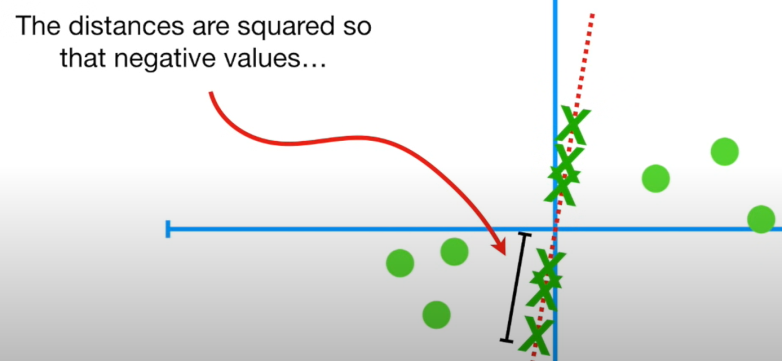 The distances are squared so
that negative values…